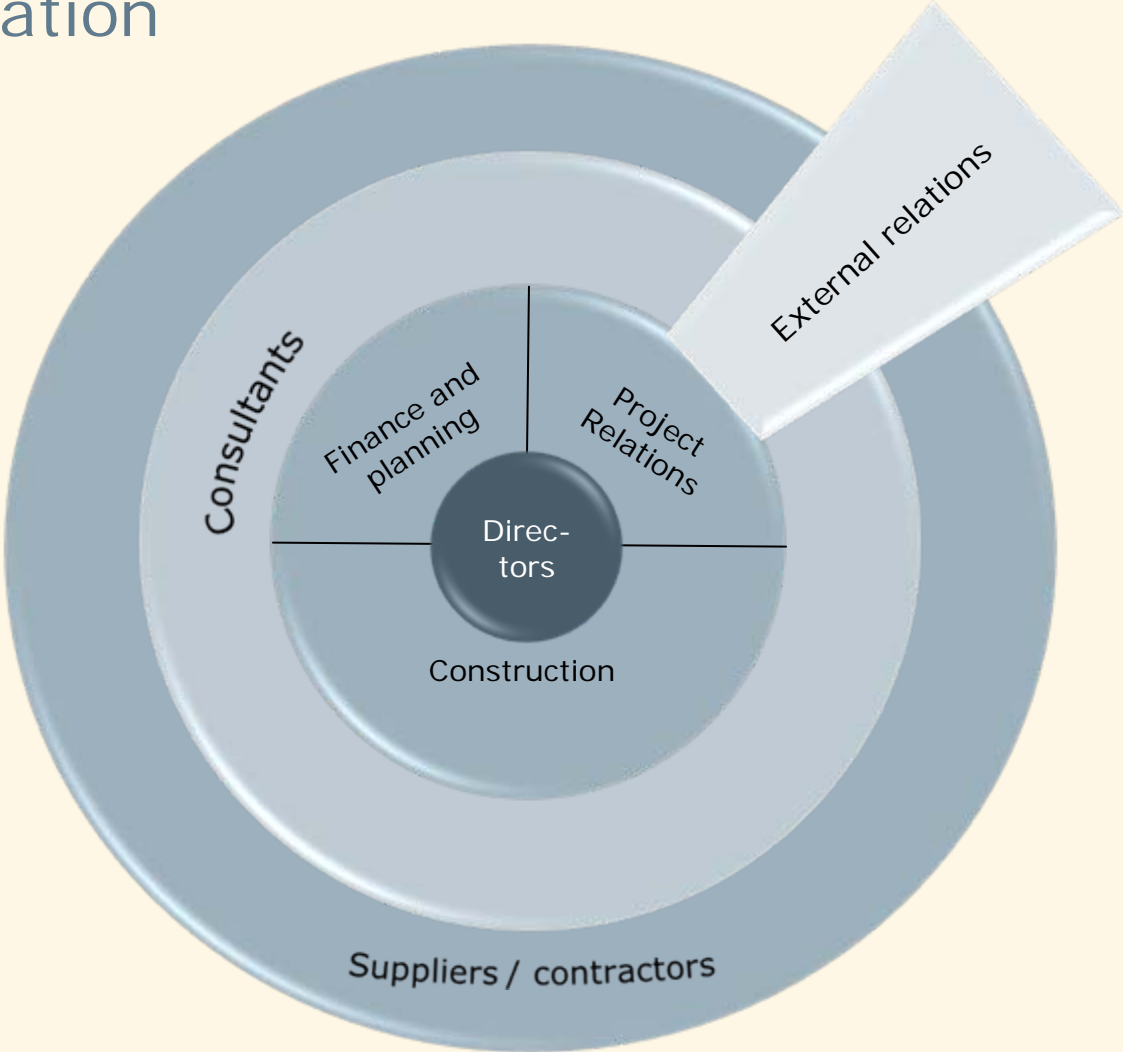 ation
External relations
Consultants
Finance and
planning
Project
Relations
Direc-
tors
Construction
Suppliers / contractors